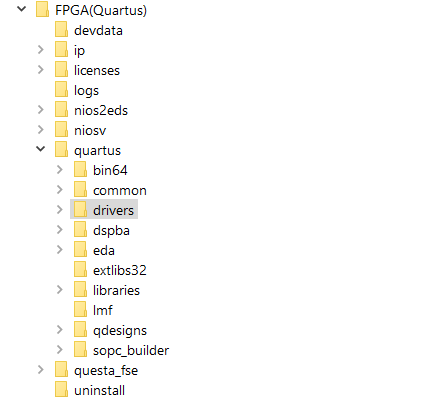 FPGA(Quartus)
devdata
ip
licenses
logs
nios2eds
niosv
quartus
bin64
common
drivers
dspba
eda
extlibs32
libraries
lmf
qdesigns
sopc_builder
questa_fse
uninstall